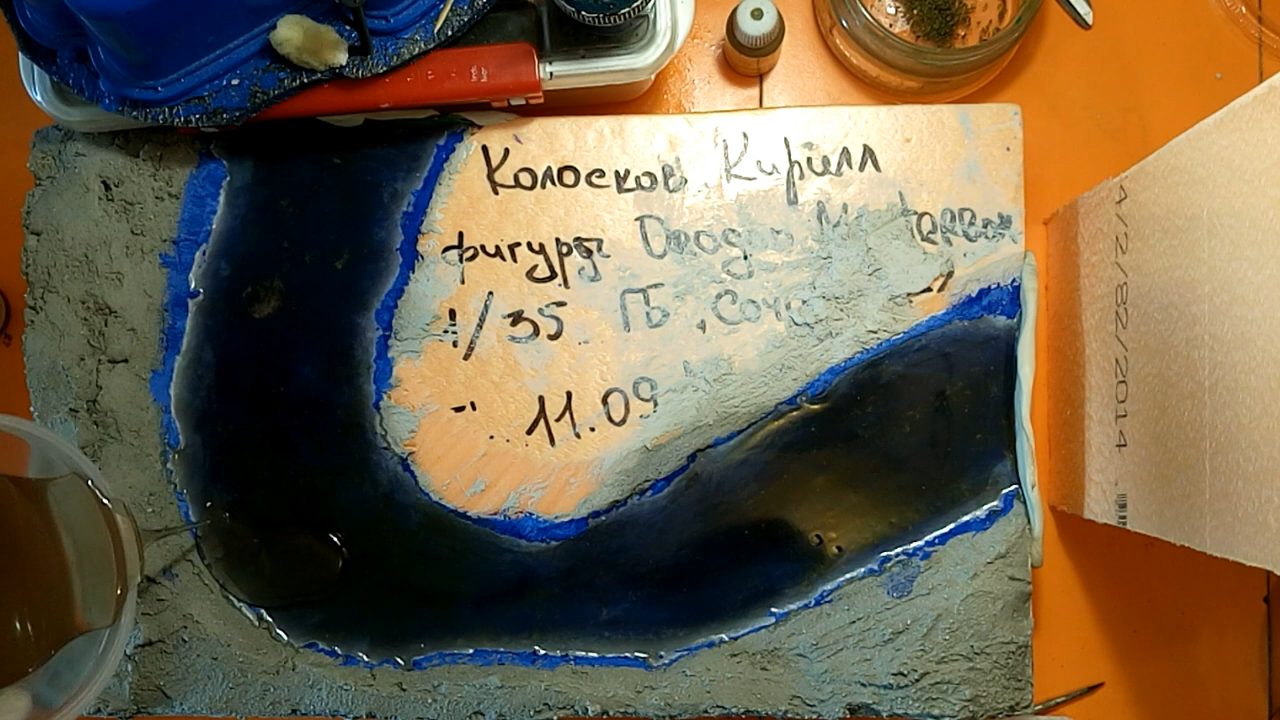 Колосков Кирилл
фигуры
1/35 ГБ, Сочи
11.09
4/2/82/2014